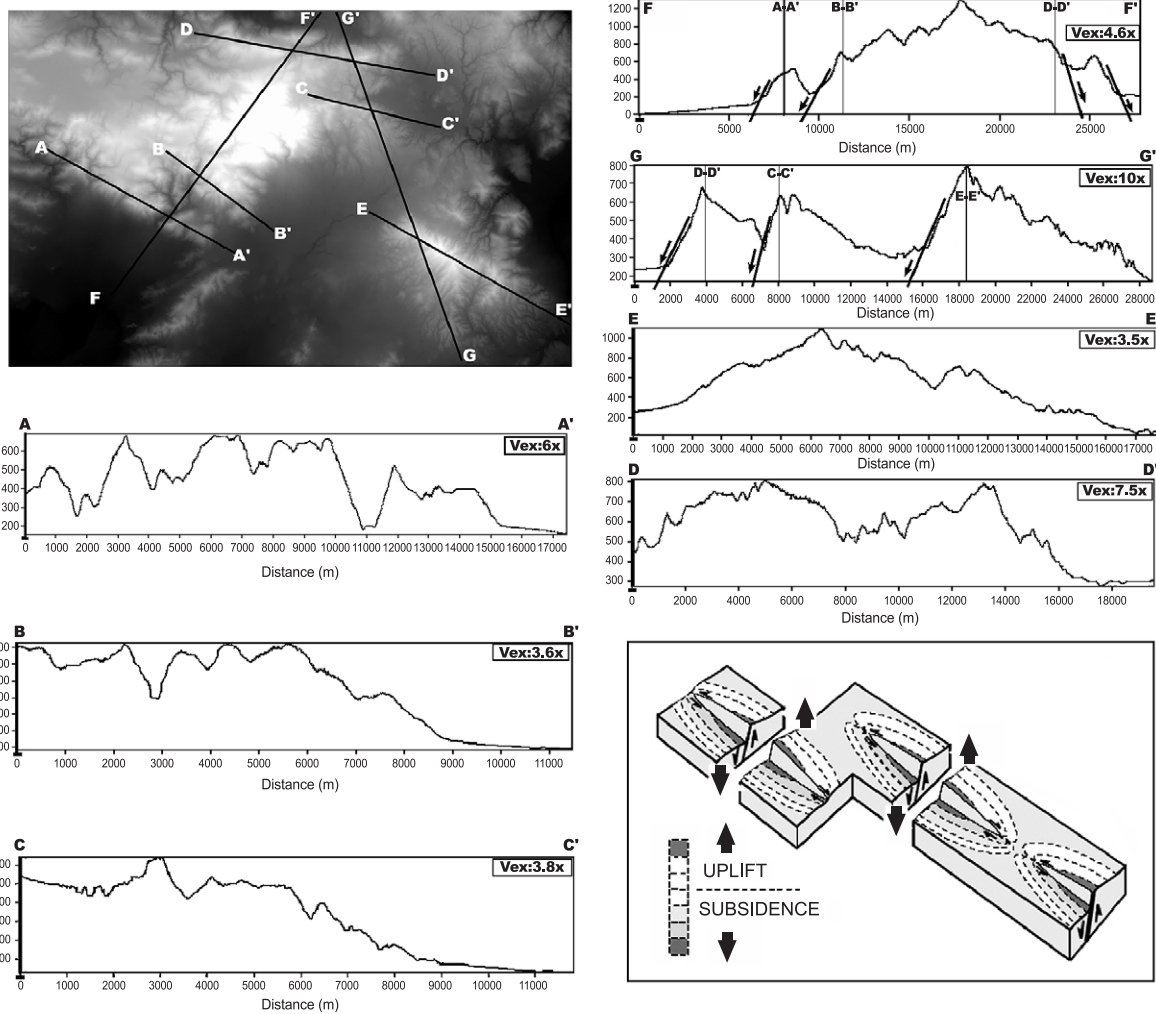 F' G'
D
D'
C
C'
A
B
E
B'
A'
F
E'
G
F A-A' B-B' D-D' F'
Vex:4.6x
1200
1000
800
600
400
200
0
5000 10000 15000 20000 25000
Distance (m)
G G'
D-D' C-C' E-E'
Vex:10x
800
700
600
500
400
300
200
0 2000 4000 6000 8000 10000 12000 14000 16000 18000 20000 22000 24000 26000 28000
Distance (m)
E E
Vex:3.5x
1000
800
600
400
200
0 1000 2000 3000 4000 5000 6000 7000 8000 9000 10000 11000 12000 13000 14000 15000 16000 17000
Distance (m)
D D'
Vex:7.5x
800
700
600
500
400
300
0 2000 4000 6000 8000 10000 12000 14000 16000 18000
Distance (m)
A A'
Vex:6x
600
500
400
300
200
0 1000 2000 3000 4000 5000 6000 7000 8000 9000 10000 11000 12000 13000 14000 15000 16000 17000
Distance (m)
B B'
Vex:3.6x
0 1000 2000 3000 4000 5000 6000 7000 8000 9000 10000 11000
Distance (m)
C C'
Vex:3.8x
0 1000 2000 3000 4000 5000 6000 7000 8000 9000 10000 11000
Distance (m)
UPLIFT
SUBSIDENCE